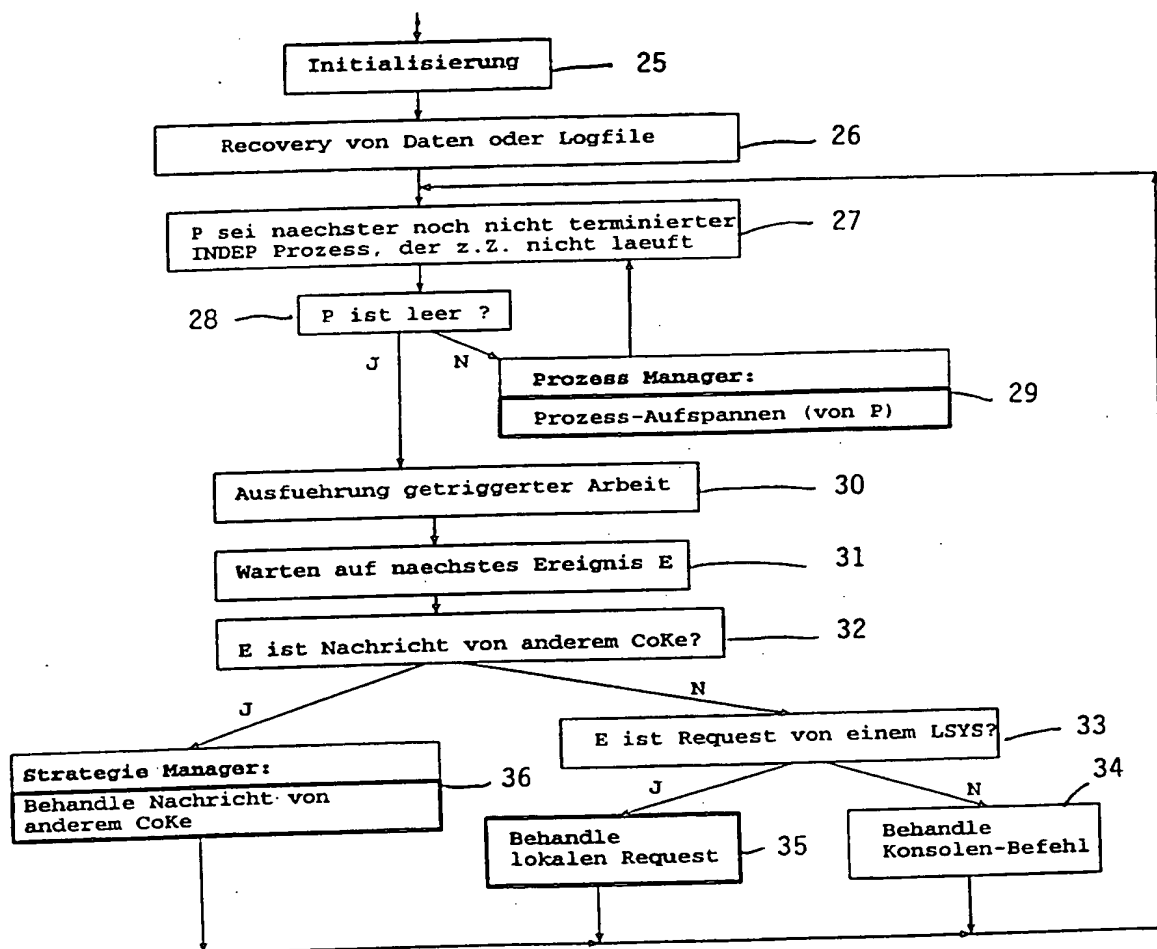 Initialisierung
25
Recovery von Daten oder Logfile
26
P sei naechster noch nicht terminierter
INDEP Prozess, der z.Z. nicht laeuft
27
28
P ist leer ?
J
N
Prozess Manager:
Prozess-Aufspannen (von P)
29
Ausfuehrung getriggerter Arbeit
30
Warten auf naechstes Ereignis E
31
E ist Nachricht von anderem CoKe?
32
J
N
E ist Request von einem LSYS?
33
Strategie Manager:
Behandle Nachricht von
anderem CoKe
36
J
N
34
Behandle
lokalen Request
35
Behandle
Konsolen-Befehl